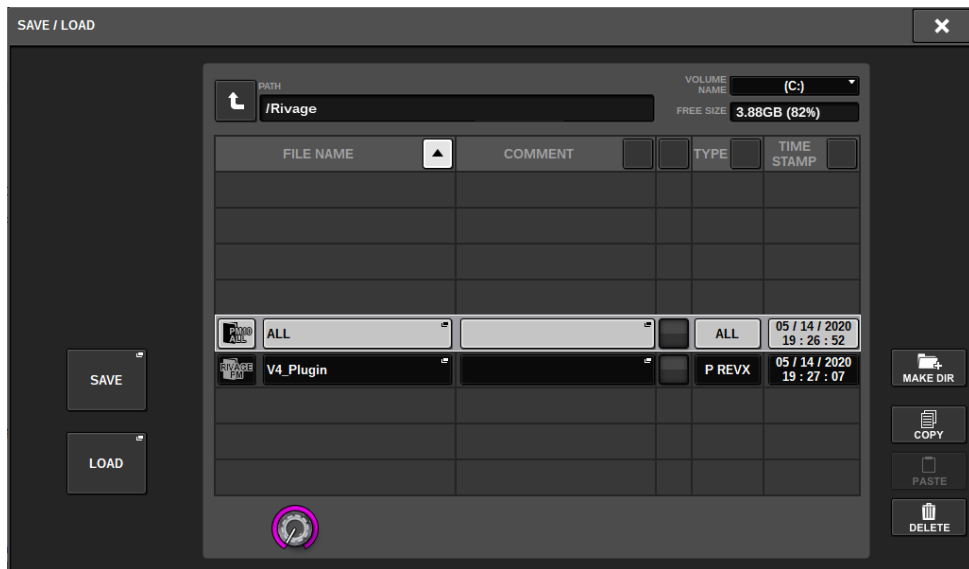 SAVE / LOAD
PATH
/Rivage
VOLUME
NAME
(C:)
FREE SIZE
3.88GB (82%)
FILE NAME
COMMENT
TYPE
TIME
STAMP
PM10
ALL
ALL
ALL
05 / 14 / 2020
19 : 26 : 52
RIVAGE
PM
V4_Plugin
P REVX
05 / 14 / 2020
19 : 27 : 07
SAVE
LOAD
MAKE DIR
COPY
PASTE
DELETE